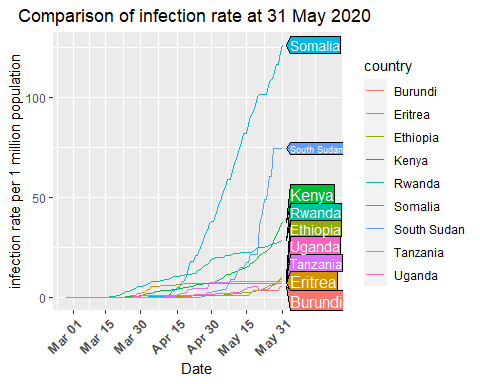 Comparison of infection rate at 31 May 2020
infection rate per 1 million population
100
50
0
Somalia
South Sudan
Kenya
Rwanda
Ethiopia
Uganda
Tanzania
Eritrea
Burundi
Mar 01
Mar 15
Mar 30
Apr 15
Apr 30
May 15
May 31
Date
country
Burundi
Eritrea
Ethiopia
Kenya
Rwanda
Somalia
South Sudan
Tanzania
Uganda